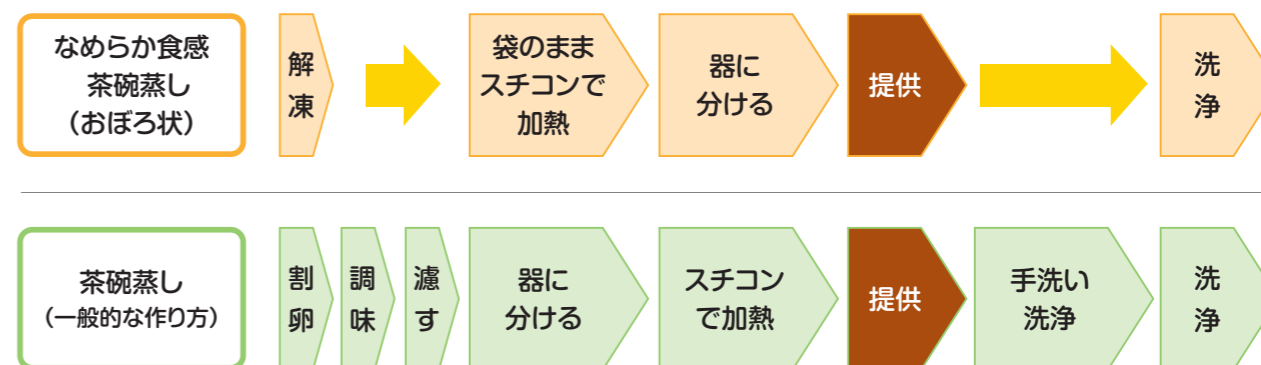 なめらか食感
茶碗蒸し
(おぼろ状)
解
凍
袋のまま
スチコンで
加熱
器に
分ける
提供
洗
浄
茶碗蒸し
(一般的な作り方)
割
卵
調
味
濾
す
器に
分ける
スチコン
で加熱
提供
手洗い
洗浄
洗
浄